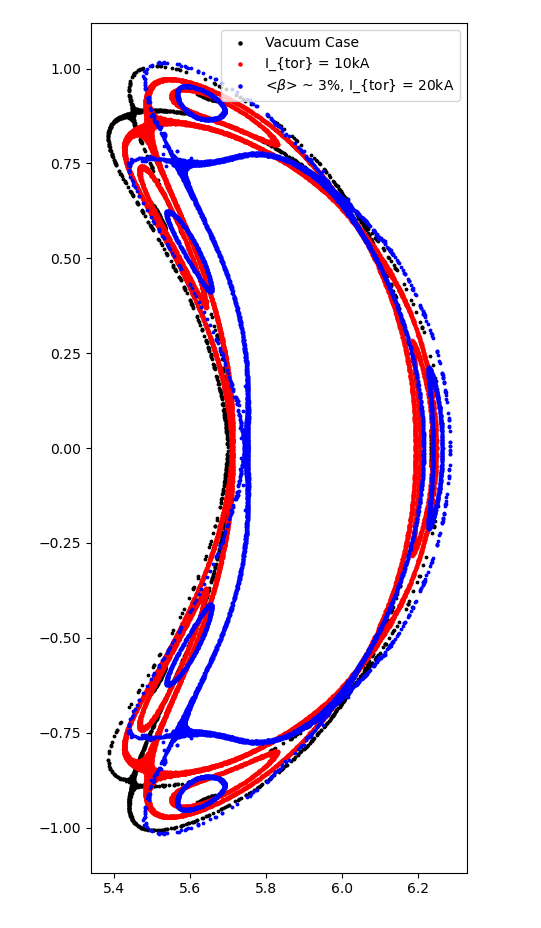 Vacuum Case
I_{tor} = 10kA
<β> ~ 3%, I_{tor} = 20kA
1.00
0.75
0.50
0.25
0.00
−0.25
−0.50
−0.75
−1.00
5.4 5.6 5.8 6.0 6.2